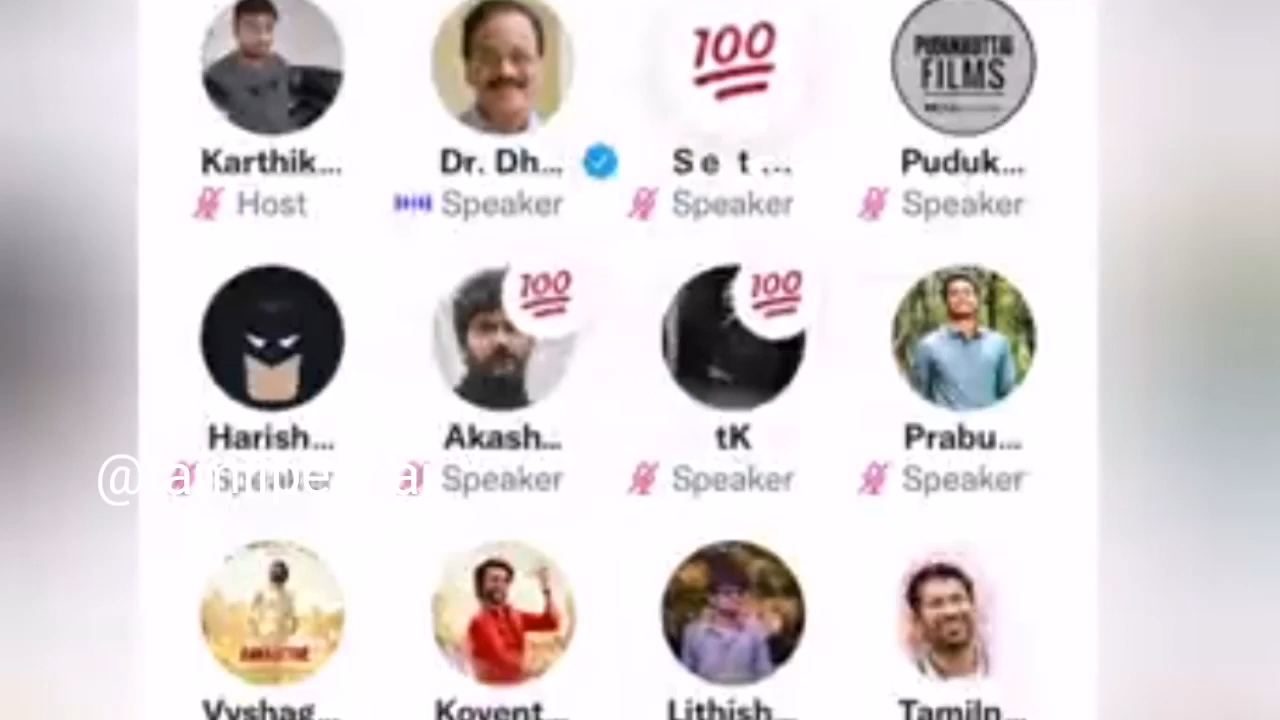 100
PUDUKKOTTAI
FILMS
Karthik...
Dr. Dh...
S e t ...
Puduk...
Host
Speaker
Speaker
Speaker
100
100
Harish...
Akash...
tK
Prabu...
Speaker
Speaker
Speaker
Vyshag...
Kovent...
Lithish...
Tamiln...